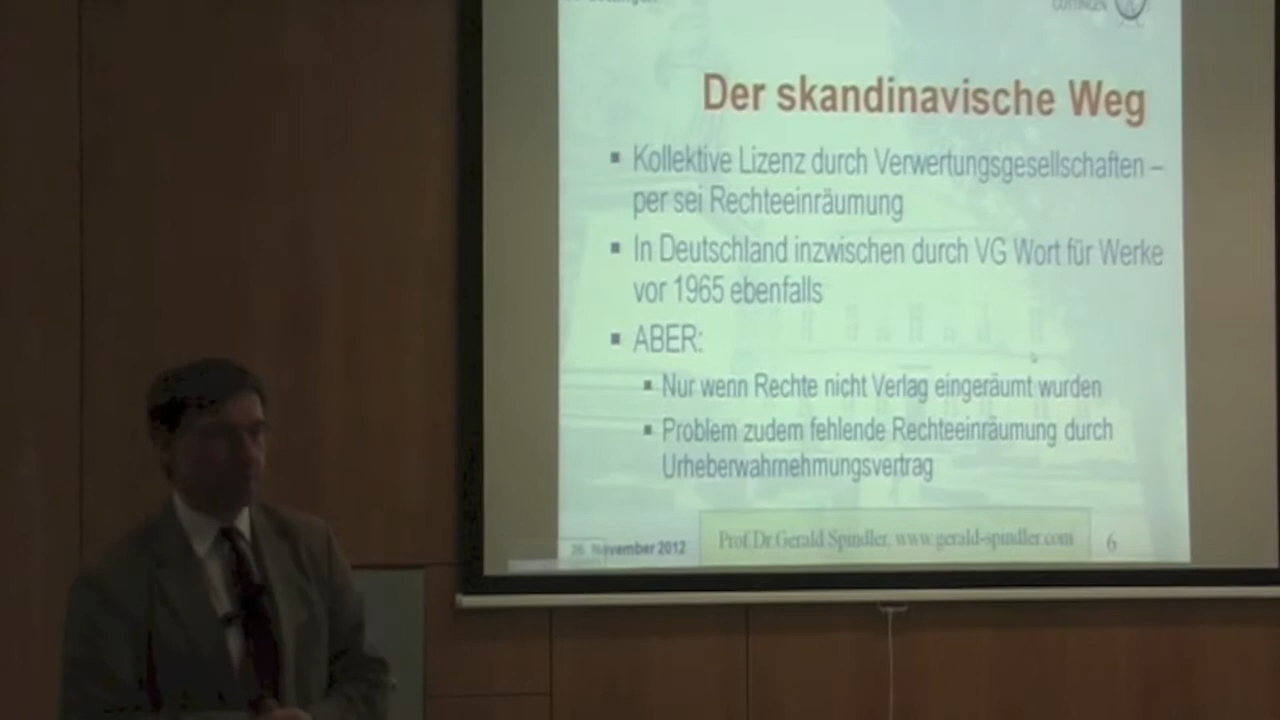 GÖTTINGEN
Der skandinavische Weg
▪ Kollektive Lizenz durch Verwertungsgesellschaften –
per sei Rechteeinräumung
▪ In Deutschland inzwischen durch VG Wort für Werke
vor 1965 ebenfalls
▪ ABER:
▪ Nur wenn Rechte nicht Verlag eingeräumt wurden
▪ Problem zudem fehlende Rechteeinräumung durch
Urheberwahrnehmungsvertrag
26. November 2012
Prof.Dr.Gerald Spindler, www.gerald-spindler.com
6